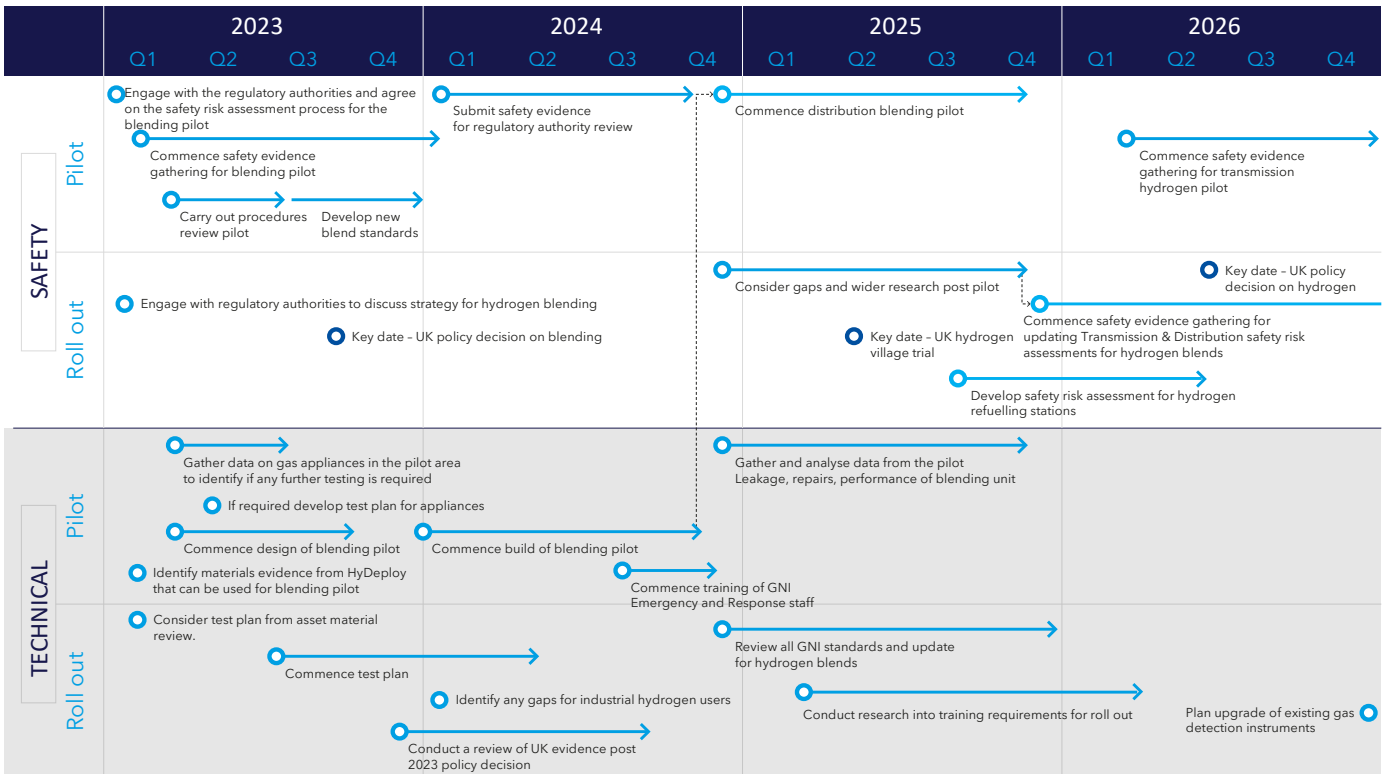 2023
2024
2025
2026
Q1 Q2 Q3 Q4 Q1 Q2 Q3 Q4 Q1 Q2 Q3 Q4 Q1 Q2 Q3 Q4
SAFETY
Pilot
Engage with the regulatory authorities and agree
on the safety risk assessment process for the
blending pilot
Submit safety evidence
for regulatory authority review
Commence distribution blending pilot
Commence safety evidence
gathering for blending pilot
Commence safety evidence
gathering for transmission
hydrogen pilot
Carry out procedures
review pilot
Develop new
blend standards
Roll out
Consider gaps and wider research post pilot
Key date – UK policy
decision on hydrogen
Engage with regulatory authorities to discuss strategy for hydrogen blending
Key date – UK policy decision on blending
Key date – UK hydrogen
village trial
Commence safety evidence gathering for
updating Transmission & Distribution safety risk
assessments for hydrogen blends
Develop safety risk assessment for hydrogen
refuelling stations
TECHNICAL
Pilot
Gather data on gas appliances in the pilot area
to identify if any further testing is required
Gather and analyse data from the pilot
Leakage, repairs, performance of blending unit
If required develop test plan for appliances
Commence design of blending pilot
Commence build of blending pilot
Identify materials evidence from HyDeploy
that can be used for blending pilot
Commence training of GNI
Emergency and Response staff
Roll out
Consider test plan from asset material
review.
Review all GNI standards and update
for hydrogen blends
Commence test plan
Identify any gaps for industrial hydrogen users
Conduct research into training requirements for roll out
Plan upgrade of existing gas
detection instruments
Conduct a review of UK evidence post
2023 policy decision